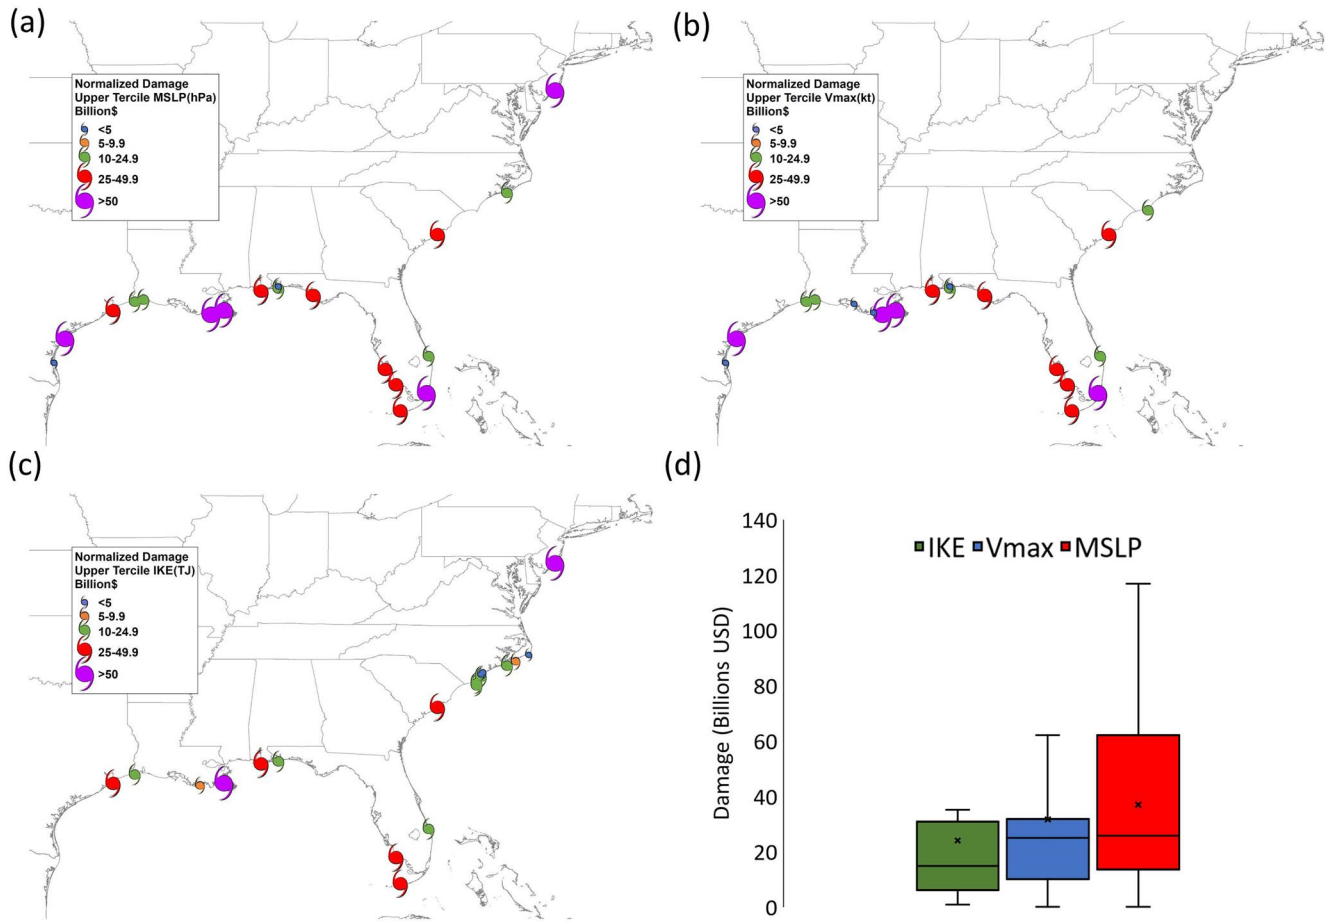 (a)
Normalized Damage
Upper Tercile MSLP(hPa)
Billion$
<5
5-9.9
10-24.9
25-49.9
>50
(b)
Normalized Damage
Upper Tercile Vmax(kt)
Billion$
<5
5-9.9
10-24.9
25-49.9
>50
(c)
Normalized Damage
Upper Tercile IKE(TJ)
Billion$
<5
5-9.9
10-24.9
25-49.9
>50
(d)
IKE Vmax MSLP
Damage (Billions USD)
140
120
100
80
60
40
20
0